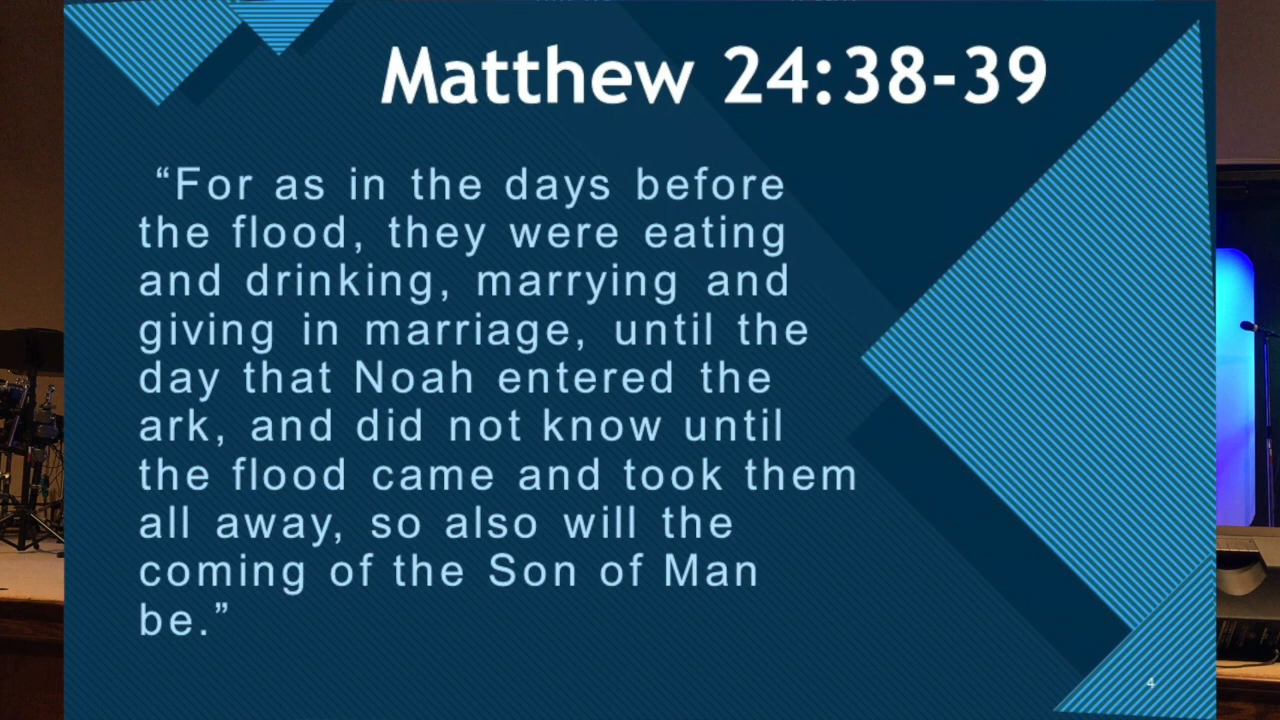 Matthew 24:38-39
“For as in the days before
the flood, they were eating
and drinking, marrying and
giving in marriage, until the
day that Noah entered the
ark, and did not know until
the flood came and took them
all away, so also will the
coming of the Son of Man
be.”
4